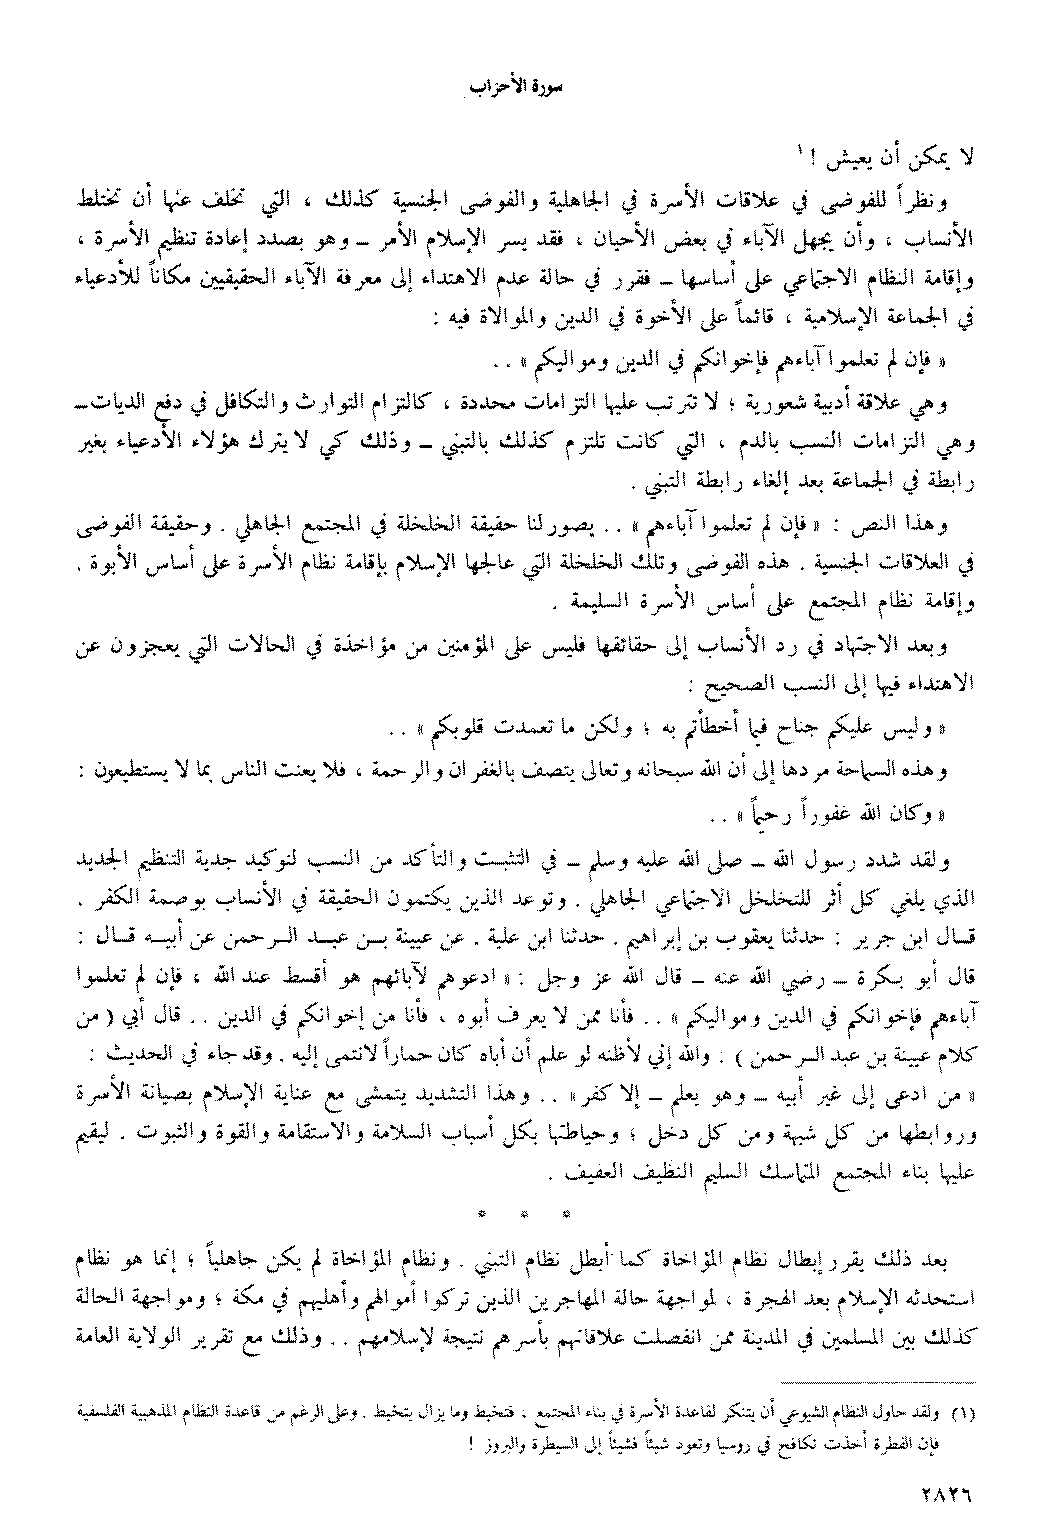 سورة الأحزاب
لا يمكن أن يعيش ! ١
ونظراً للفوضى في علاقات الأسرة في الجاهلية والفوضى الجنسية كذلك ، التي تخلف عنها أن تختلط
الأنساب ، وأن يجهل الآباء في بعض الأحيان ، فقد يسر الإسلام الأمر – وهو بصدد إعادة تنظيم الأسرة ،
وإقامة النظام الاجتماعي على أساسها – فقرر في حالة عدم الاهتداء إلى معرفة الآباء الحقيقيين مكاناً للأدعياء
في الجماعة الإسلامية ، قائماً على الأخوة في الدين والموالاة فيه :
« فإن لم تعلموا آباءهم فإخوانكم في الدين ومواليكم » . .
وهي علاقة أدبية شعورية ؛ لا تترتب عليها التزامات محددة ، كالتزام التوارث والتكافل في دفع الديات –
وهي التزامات النسب بالدم ، التي كانت تلتزم كذلك بالتبني – وذلك كي لا يترك هؤلاء الأدعياء بغير
رابطة في الجماعة بعد إلغاء رابطة التبني .
وهذا النص : « فإن لم تعلموا آباءهم » . . يصور لنا حقيقة الخلخلة في المجتمع الجاهلي . وحقيقة الفوضى
في العلاقات الجنسية . هذه الفوضى وتلك الخلخلة التي عالجها الإسلام بإقامة نظام الأسرة على أساس الأبوة .
وإقامة نظام المجتمع على أساس الأسرة السليمة .
وبعد الاجتهاد في رد الأنساب إلى حقائقها فليس على المؤمنين من مؤاخذة في الحالات التي يعجزون عن
الاهتداء فيها إلى النسب الصحيح :
« وليس عليكم جناح فيما أخطأتم به ؛ ولكن ما تعمدت قلوبكم » . .
وهذه السماحة مردها إلى أن الله سبحانه وتعالى يتصف بالغفران والرحمة ، فلا يعنت الناس بما لا يستطيعون :
« وكان الله غفوراً رحيماً » . .
ولقد شدد رسول الله – صلى الله عليه وسلم – في التثبت والتأكد من النسب لتوكيد جدية التنظيم الجديد
الذي يلغي كل أثر للتخلخل الاجتماعي الجاهلي . وتوعد الذين يكتمون الحقيقة في الأنساب بوصمة الكفر .
قال ابن جرير : حدثنا يعقوب بن إبراهيم . حدثنا ابن علية . عن عيينة بن عبد الرحمن عن أبيه قال :
قال أبو بكرة – رضي الله عنه – قال الله عز وجل : « ادعوهم لآبائهم هو أقسط عند الله ، فإن لم تعلموا
آباءهم فإخوانكم في الدين ومواليكم » . . فأنا ممن لا يعرف أبوه ، فأنا من إخوانكم في الدين . . قال أبي ( من
كلام عيينة بن عبد الرحمن ) . والله إني لأظنه لو علم أن أباه كان حماراً لانتمى إليه . وقد جاء في الحديث :
« من ادعى إلى غير أبيه – وهو يعلم – إلا كفر » . . وهذا التشديد يتمشى مع عناية الإسلام بصيانة الأسرة
وروابطها من كل شبهة ومن كل دخل ؛ وحياطتها بكل أسباب السلامة والاستقامة والقوة والثبوت . ليقيم
عليها بناء المجتمع المتماسك السليم النظيف العفيف .
* * *
بعد ذلك يقرر إبطال نظام المؤاخاة كما أبطل نظام التبني . ونظام المؤاخاة لم يكن جاهلياً ؛ إنما هو نظام
استحدثه الإسلام بعد الهجرة ، لمواجهة حالة المهاجرين الذين تركوا أموالهم وأهليهم في مكة ؛ ومواجهة الحالة
كذلك بين المسلمين في المدينة ممن انفصلت علاقاتهم بأسرهم نتيجة لإسلامهم . . وذلك مع تقرير الولاية العامة
(١) ولقد حاول النظام الشيوعي أن يتنكر لقاعدة الأسرة في بناء المجتمع ، فتخبط وما يزال يتخبط . وعلى الرغم من قاعدة النظام المذهبية الفلسفية
فإن الفطرة أخذت تكافح في روسيا وتعود شيئاً فشيئاً إلى السيطرة والبروز !
٢٨٢٦